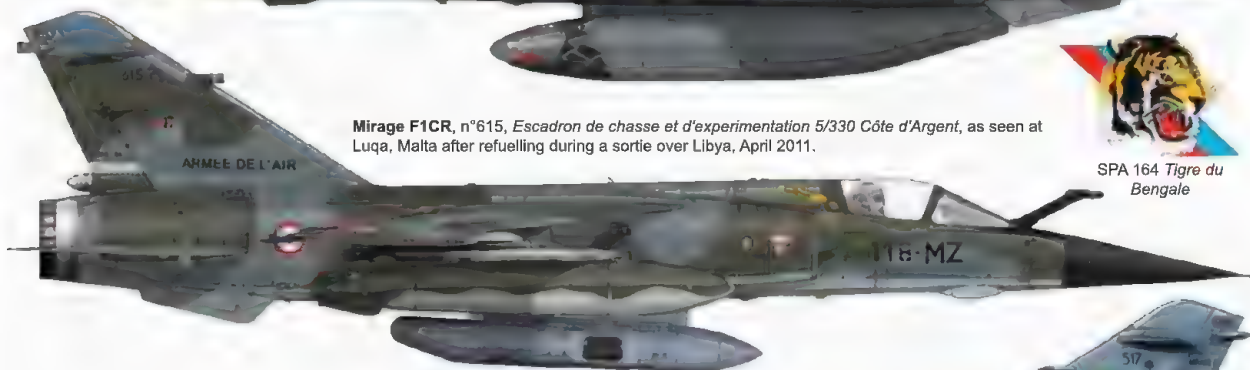 Mirage F1CR, n°615, Escadron de chasse et d'experimentation 5/330 Côte d'Argent, as seen at
Luqa, Malta after refuelling during a sortie over Libya, April 2011.
SPA 164 Tigre du
Bengale
615
ARMEE DE L'AIR
118-MZ
517